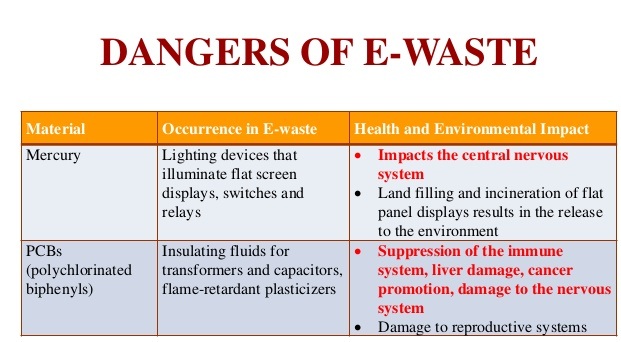 DANGERS OF E-WASTE
Material
Occurrence in E-waste
Health and Environmental Impact
Mercury
Lighting devices that
illuminate flat screen
displays, switches and
relays
• Impacts the central nervous
system
• Land filling and incineration of flat
panel displays results in the release
to the environment
PCBs
(polychlorinated
biphenyls)
Insulating fluids for
transformers and capacitors,
flame-retardant plasticizers
• Suppression of the immune
system, liver damage, cancer
promotion, damage to the nervous
system
• Damage to reproductive systems